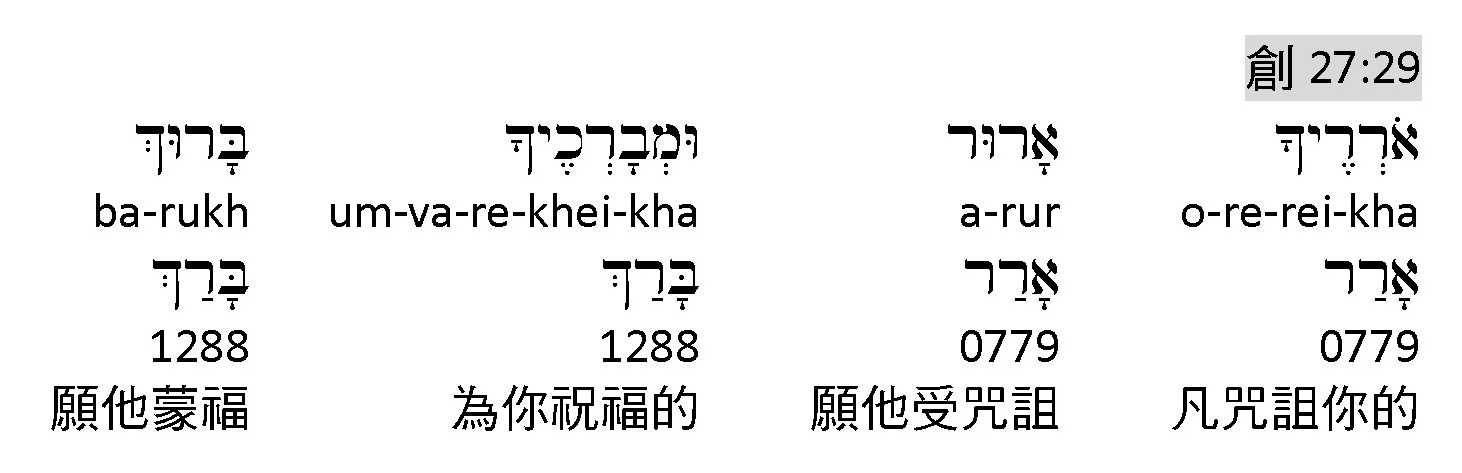 創 27:29
אֹרְרֶיךָ אָרוּר וּמְבָרְכֶיךָ בָּרוּךְ
o-re-rei-kha a-rur um-va-re-khei-kha ba-rukh
אָרַר אָרַר בָּרַךְ בָּרַךְ
0779 0779 1288 1288
凡咒詛你的 願他受咒詛 為你祝福的 願他蒙福